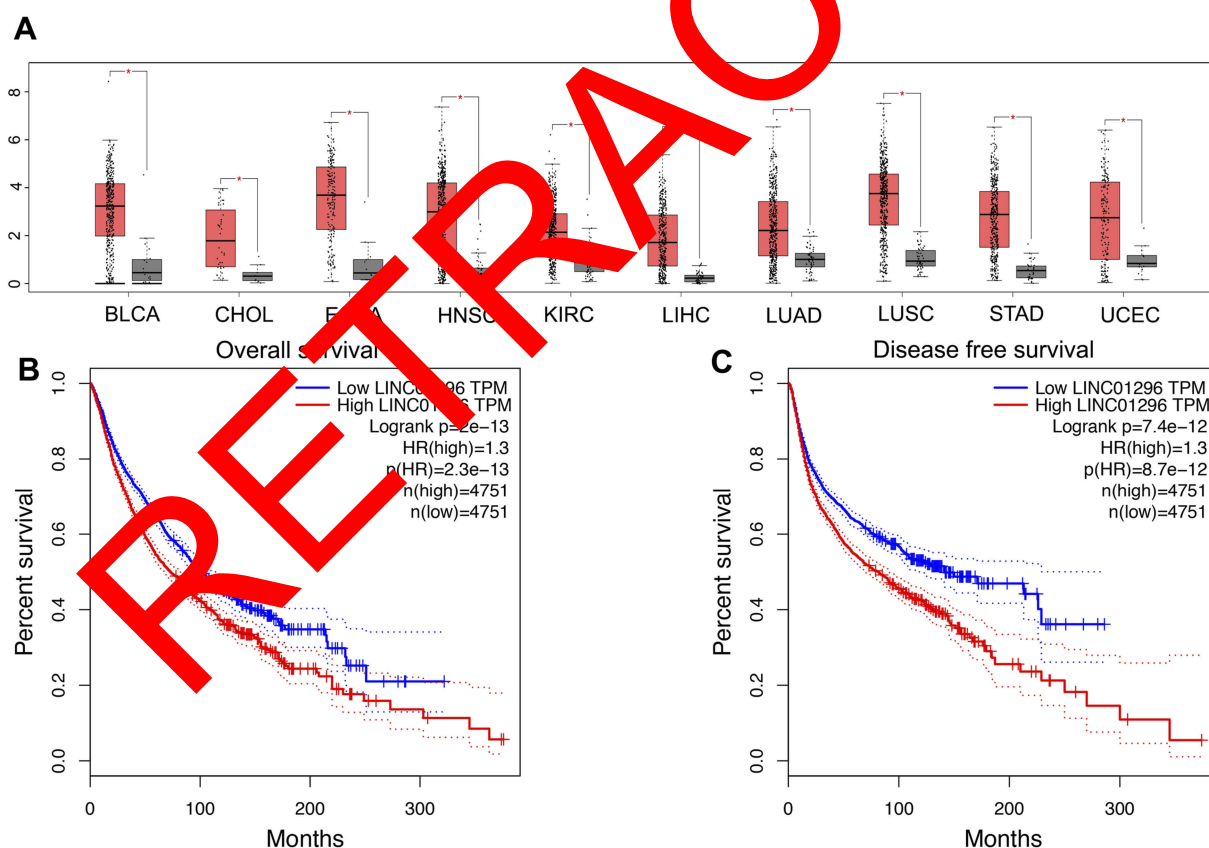 A
8
6
4
2
0
BLCA CHOL HNSC KIRC LIHC LUAD LUSC STAD UCEC
B
Overall survival
1.0
0.8
0.6
0.4
0.2
0.0
Percent survival
Low LINC01296 TPM
High LINC01296 TPM
Logrank p=2e−13
HR(high)=1.3
p(HR)=2.3e−13
n(high)=4751
n(low)=4751
0 100 200 300
Months
C
Disease free survival
1.0
0.8
0.6
0.4
0.2
0.0
Percent survival
Low LINC01296 TPM
High LINC01296 TPM
Logrank p=7.4e−12
HR(high)=1.3
p(HR)=8.7e−12
n(high)=4751
n(low)=4751
0 100 200 300
Months
RETRAC